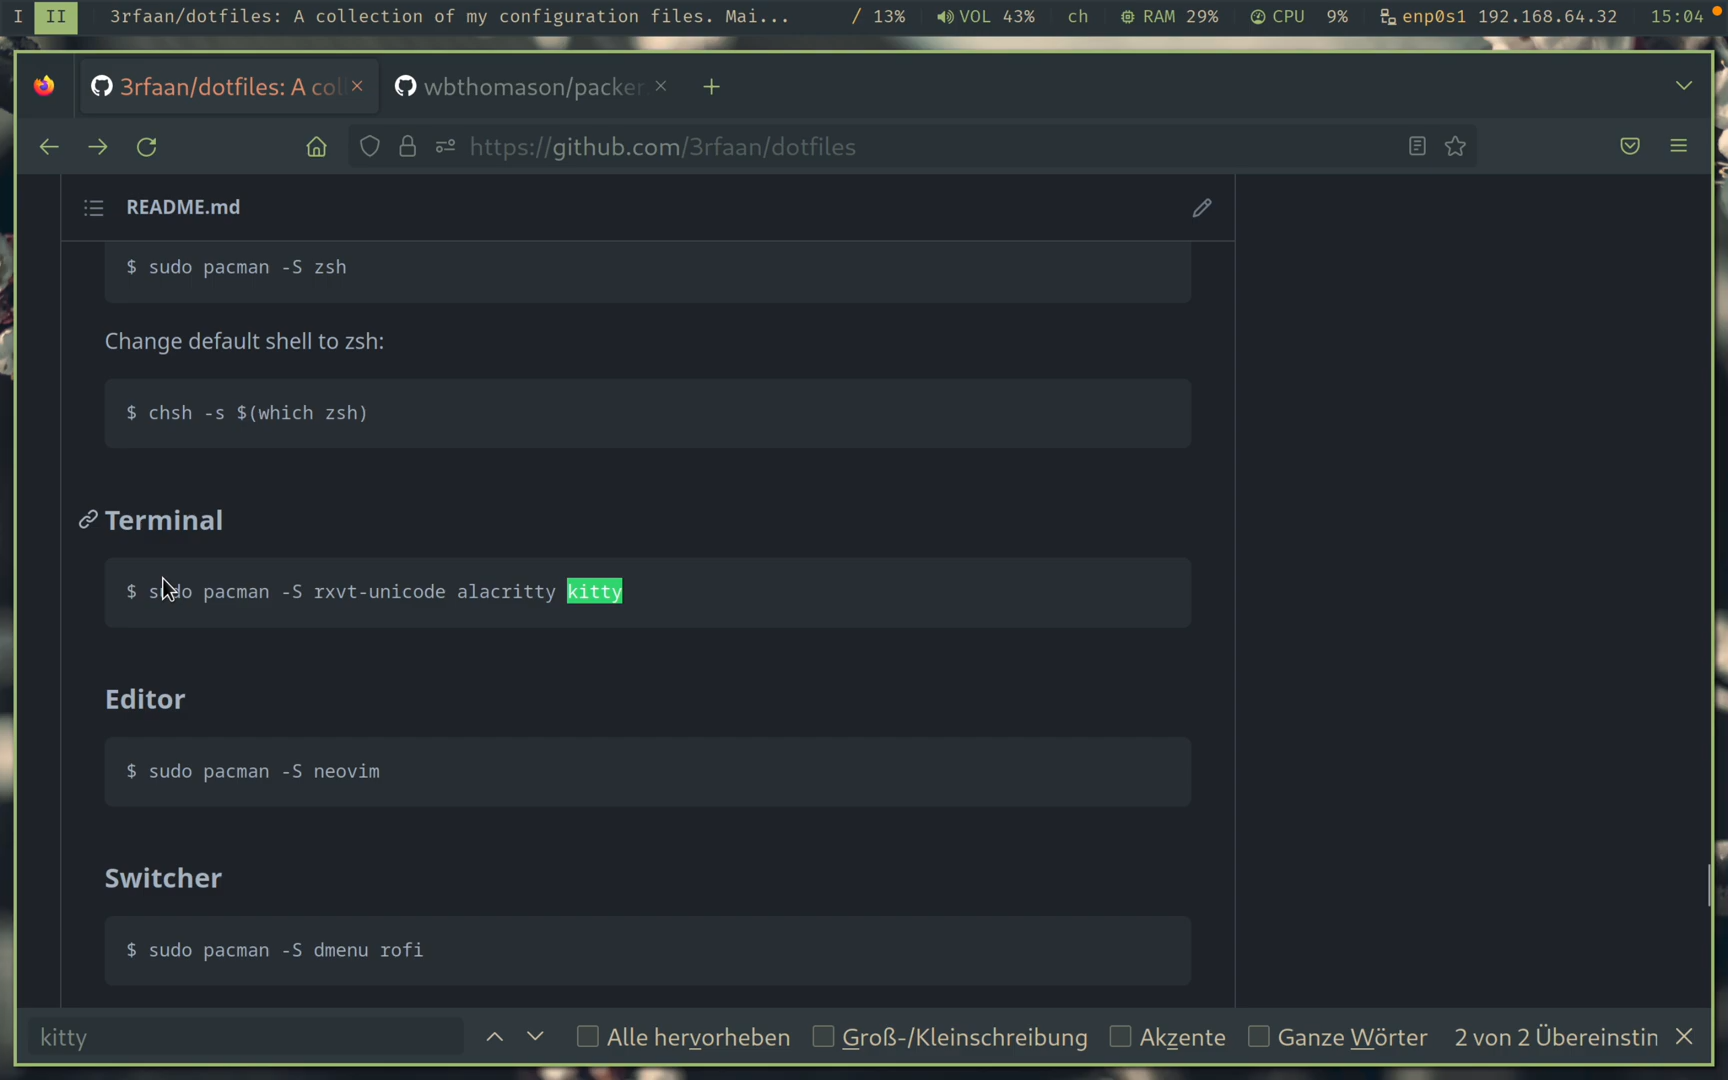 I II 3rfaan/dotfiles: A collection of my configuration files. Mai... / 13% VOL 43% ch RAM 29% CPU 9% enp0s1 192.168.64.32 15:04
3rfaan/dotfiles: A col wbthomason/packer
https://github.com/3rfaan/dotfiles
README.md
$ sudo pacman -S zsh
Change default shell to zsh:
$ chsh -s $(which zsh)
Terminal
$ sudo pacman -S rxvt-unicode alacritty kitty
Editor
$ sudo pacman -S neovim
Switcher
$ sudo pacman -S dmenu rofi
kitty Alle hervorheben Groß-/Kleinschreibung Akzente Ganze Wörter 2 von 2 Übereinstin